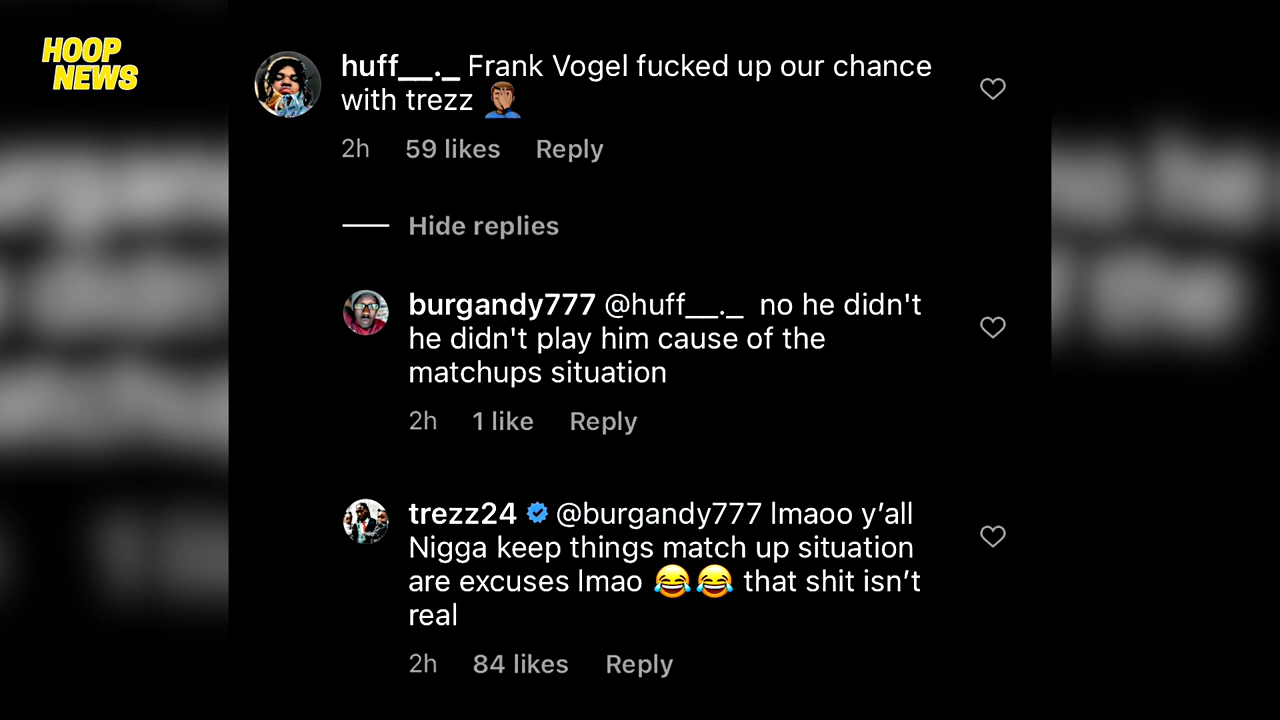 HOOP
NEWS
huff__._ Frank Vogel fucked up our chance
with trezz 🤦🏽‍♂️
2h 59 likes Reply
Hide replies
burgandy777 @huff__._ no he didn't
he didn't play him cause of the
matchups situation
2h 1 like Reply
trezz24 @burgandy777 lmaoo y’all
Nigga keep things match up situation
are excuses lmao 😂😂 that shit isn’t
real
2h 84 likes Reply